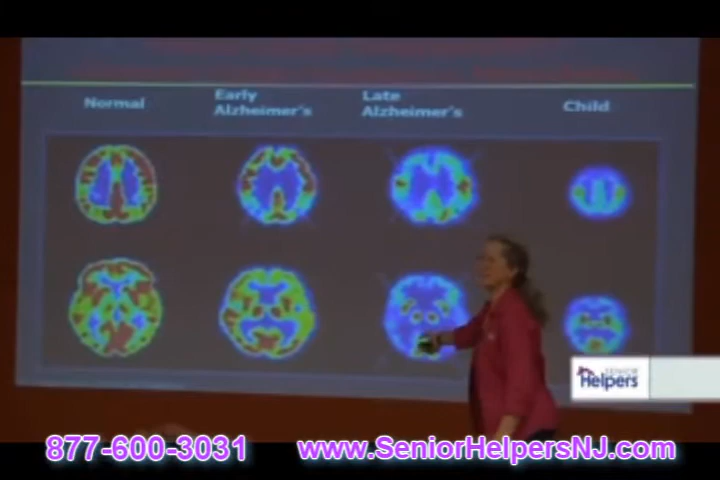 Normal
Early
Alzheimer's
Late
Alzheimer's
Child
SENIOR
Helpers
877-600-3031
www.SeniorHelpersNJ.com